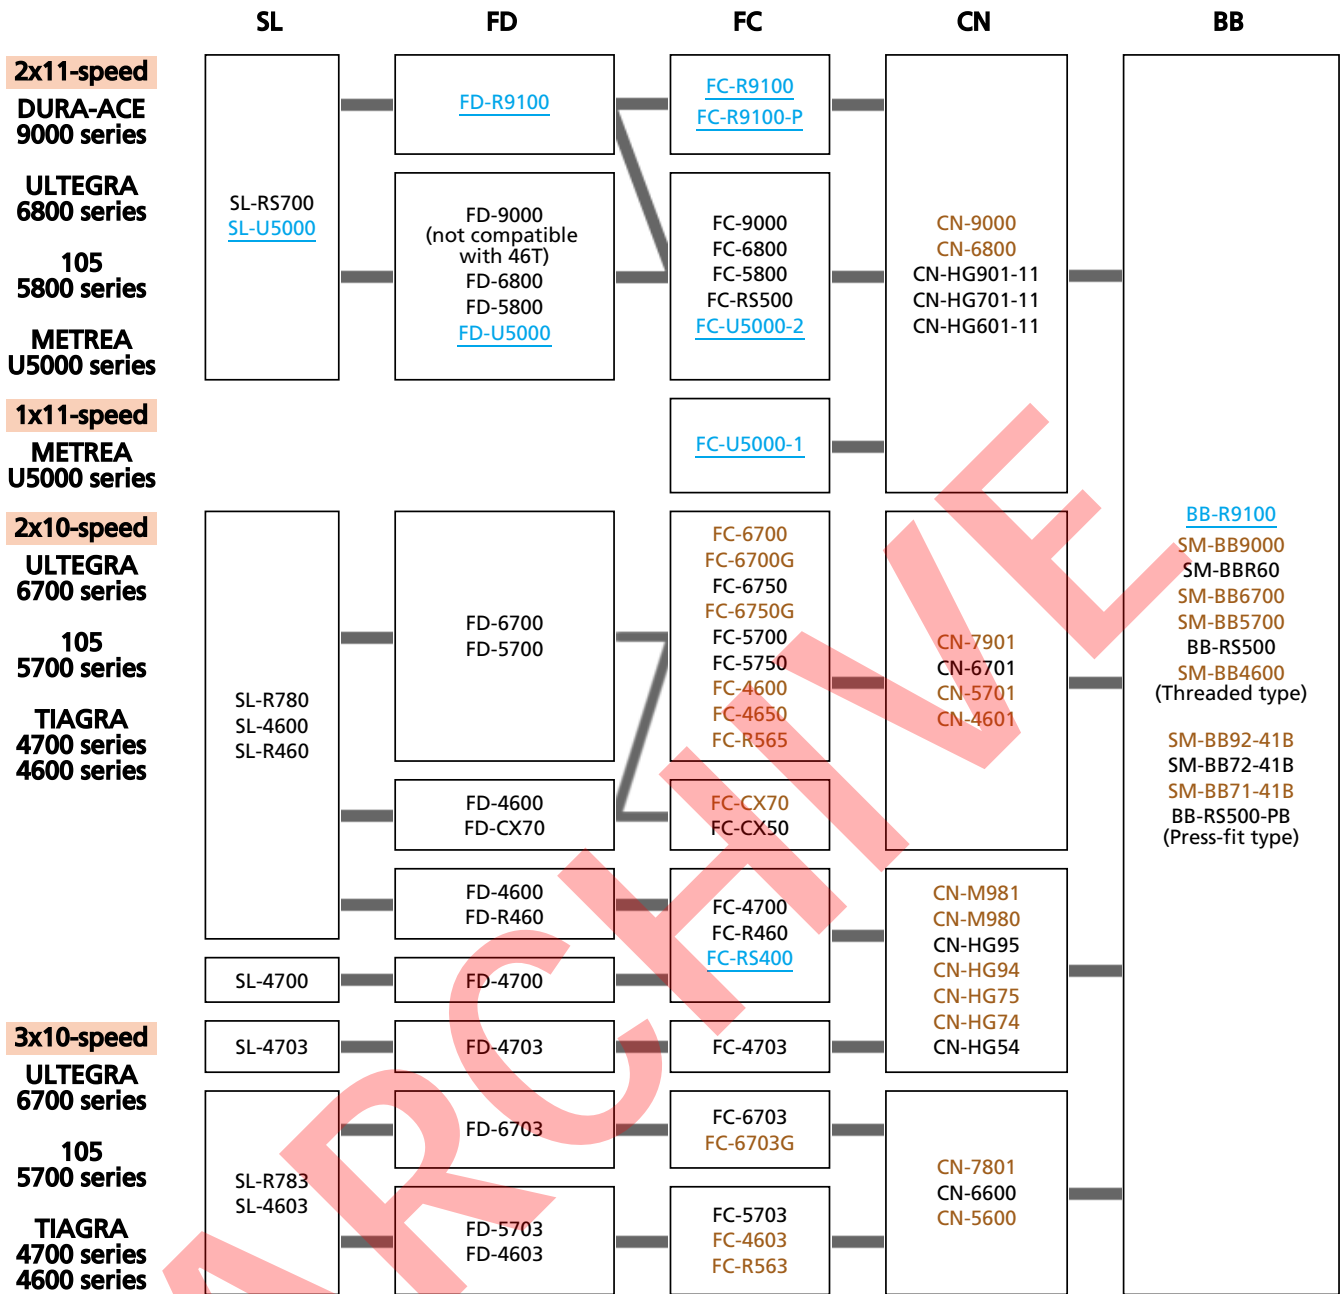 SL
FD
FC
CN
BB
2x11-speed
DURA-ACE
9000 series
ULTEGRA
6800 series
105
5800 series
METREA
U5000 series
SL-RS700
SL-U5000
FD-R9100
FD-9000
(not compatible
with 46T)
FD-6800
FD-5800
FD-U5000
FC-R9100
FC-R9100-P
FC-9000
FC-6800
FC-5800
FC-RS500
FC-U5000-2
CN-9000
CN-6800
CN-HG901-11
CN-HG701-11
CN-HG601-11
1x11-speed
METREA
U5000 series
FC-U5000-1
2x10-speed
ULTEGRA
6700 series
105
5700 series
TIAGRA
4700 series
4600 series
SL-R780
SL-4600
SL-R460
FD-6700
FD-5700
FD-4600
FD-CX70
FD-4600
FD-R460
SL-4700
FD-4700
FC-6700
FC-6700G
FC-6750
FC-6750G
FC-5700
FC-5750
FC-4600
FC-4650
FC-R565
FC-CX70
FC-CX50
FC-4700
FC-R460
FC-RS400
CN-7901
CN-6701
CN-5701
CN-4601
CN-M981
CN-M980
CN-HG95
CN-HG94
CN-HG75
CN-HG74
CN-HG54
BB-R9100
SM-BB9000
SM-BBR60
SM-BB6700
SM-BB5700
BB-RS500
SM-BB4600
(Threaded type)
SM-BB92-41B
SM-BB72-41B
SM-BB71-41B
BB-RS500-PB
(Press-fit type)
3x10-speed
ULTEGRA
6700 series
105
5700 series
TIAGRA
4700 series
4600 series
SL-4703
FD-4703
FC-4703
SL-R783
SL-4603
FD-6703
FC-6703
FC-6703G
FD-5703
FD-4603
FC-5703
FC-4603
FC-R563
CN-7801
CN-6600
CN-5600
ARCHIVE